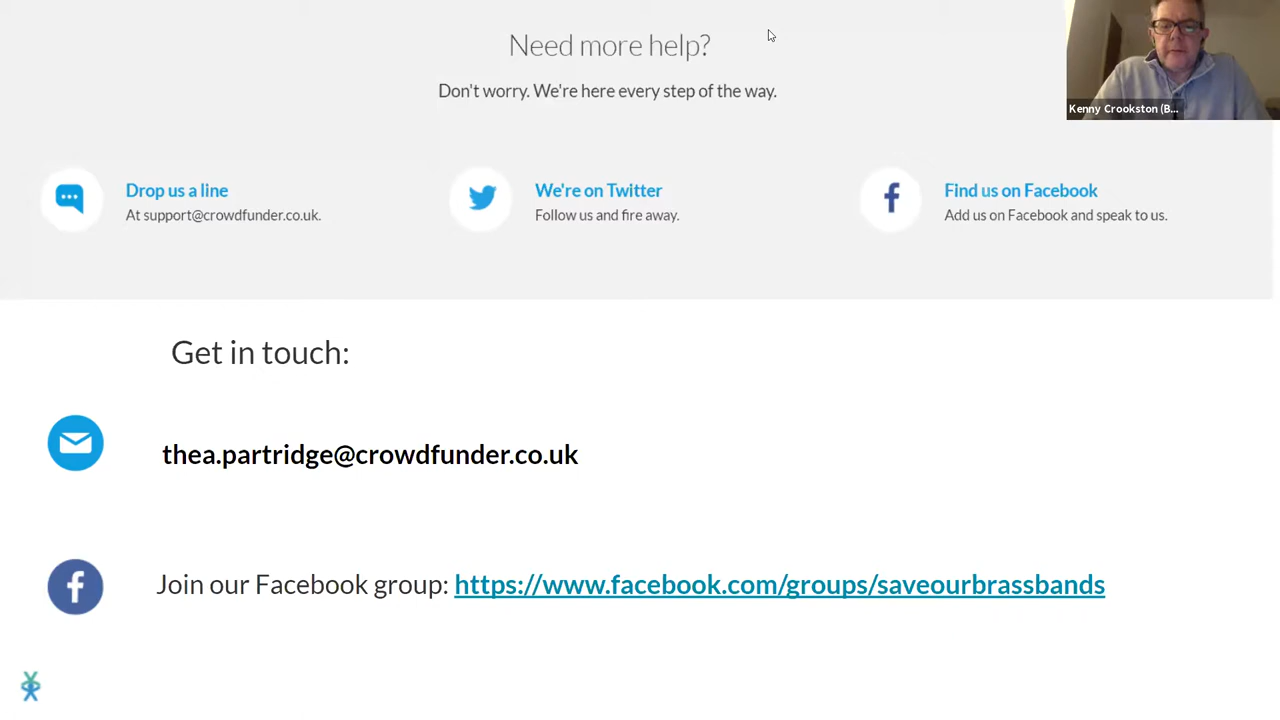 Need more help?
Don't worry. We're here every step of the way.
Kenny Crookston (B...
Drop us a line
At support@crowdfunder.co.uk.
We're on Twitter
Follow us and fire away.
Find us on Facebook
Add us on Facebook and speak to us.
Get in touch:
thea.partridge@crowdfunder.co.uk
Join our Facebook group: https://www.facebook.com/groups/saveourbrassbands